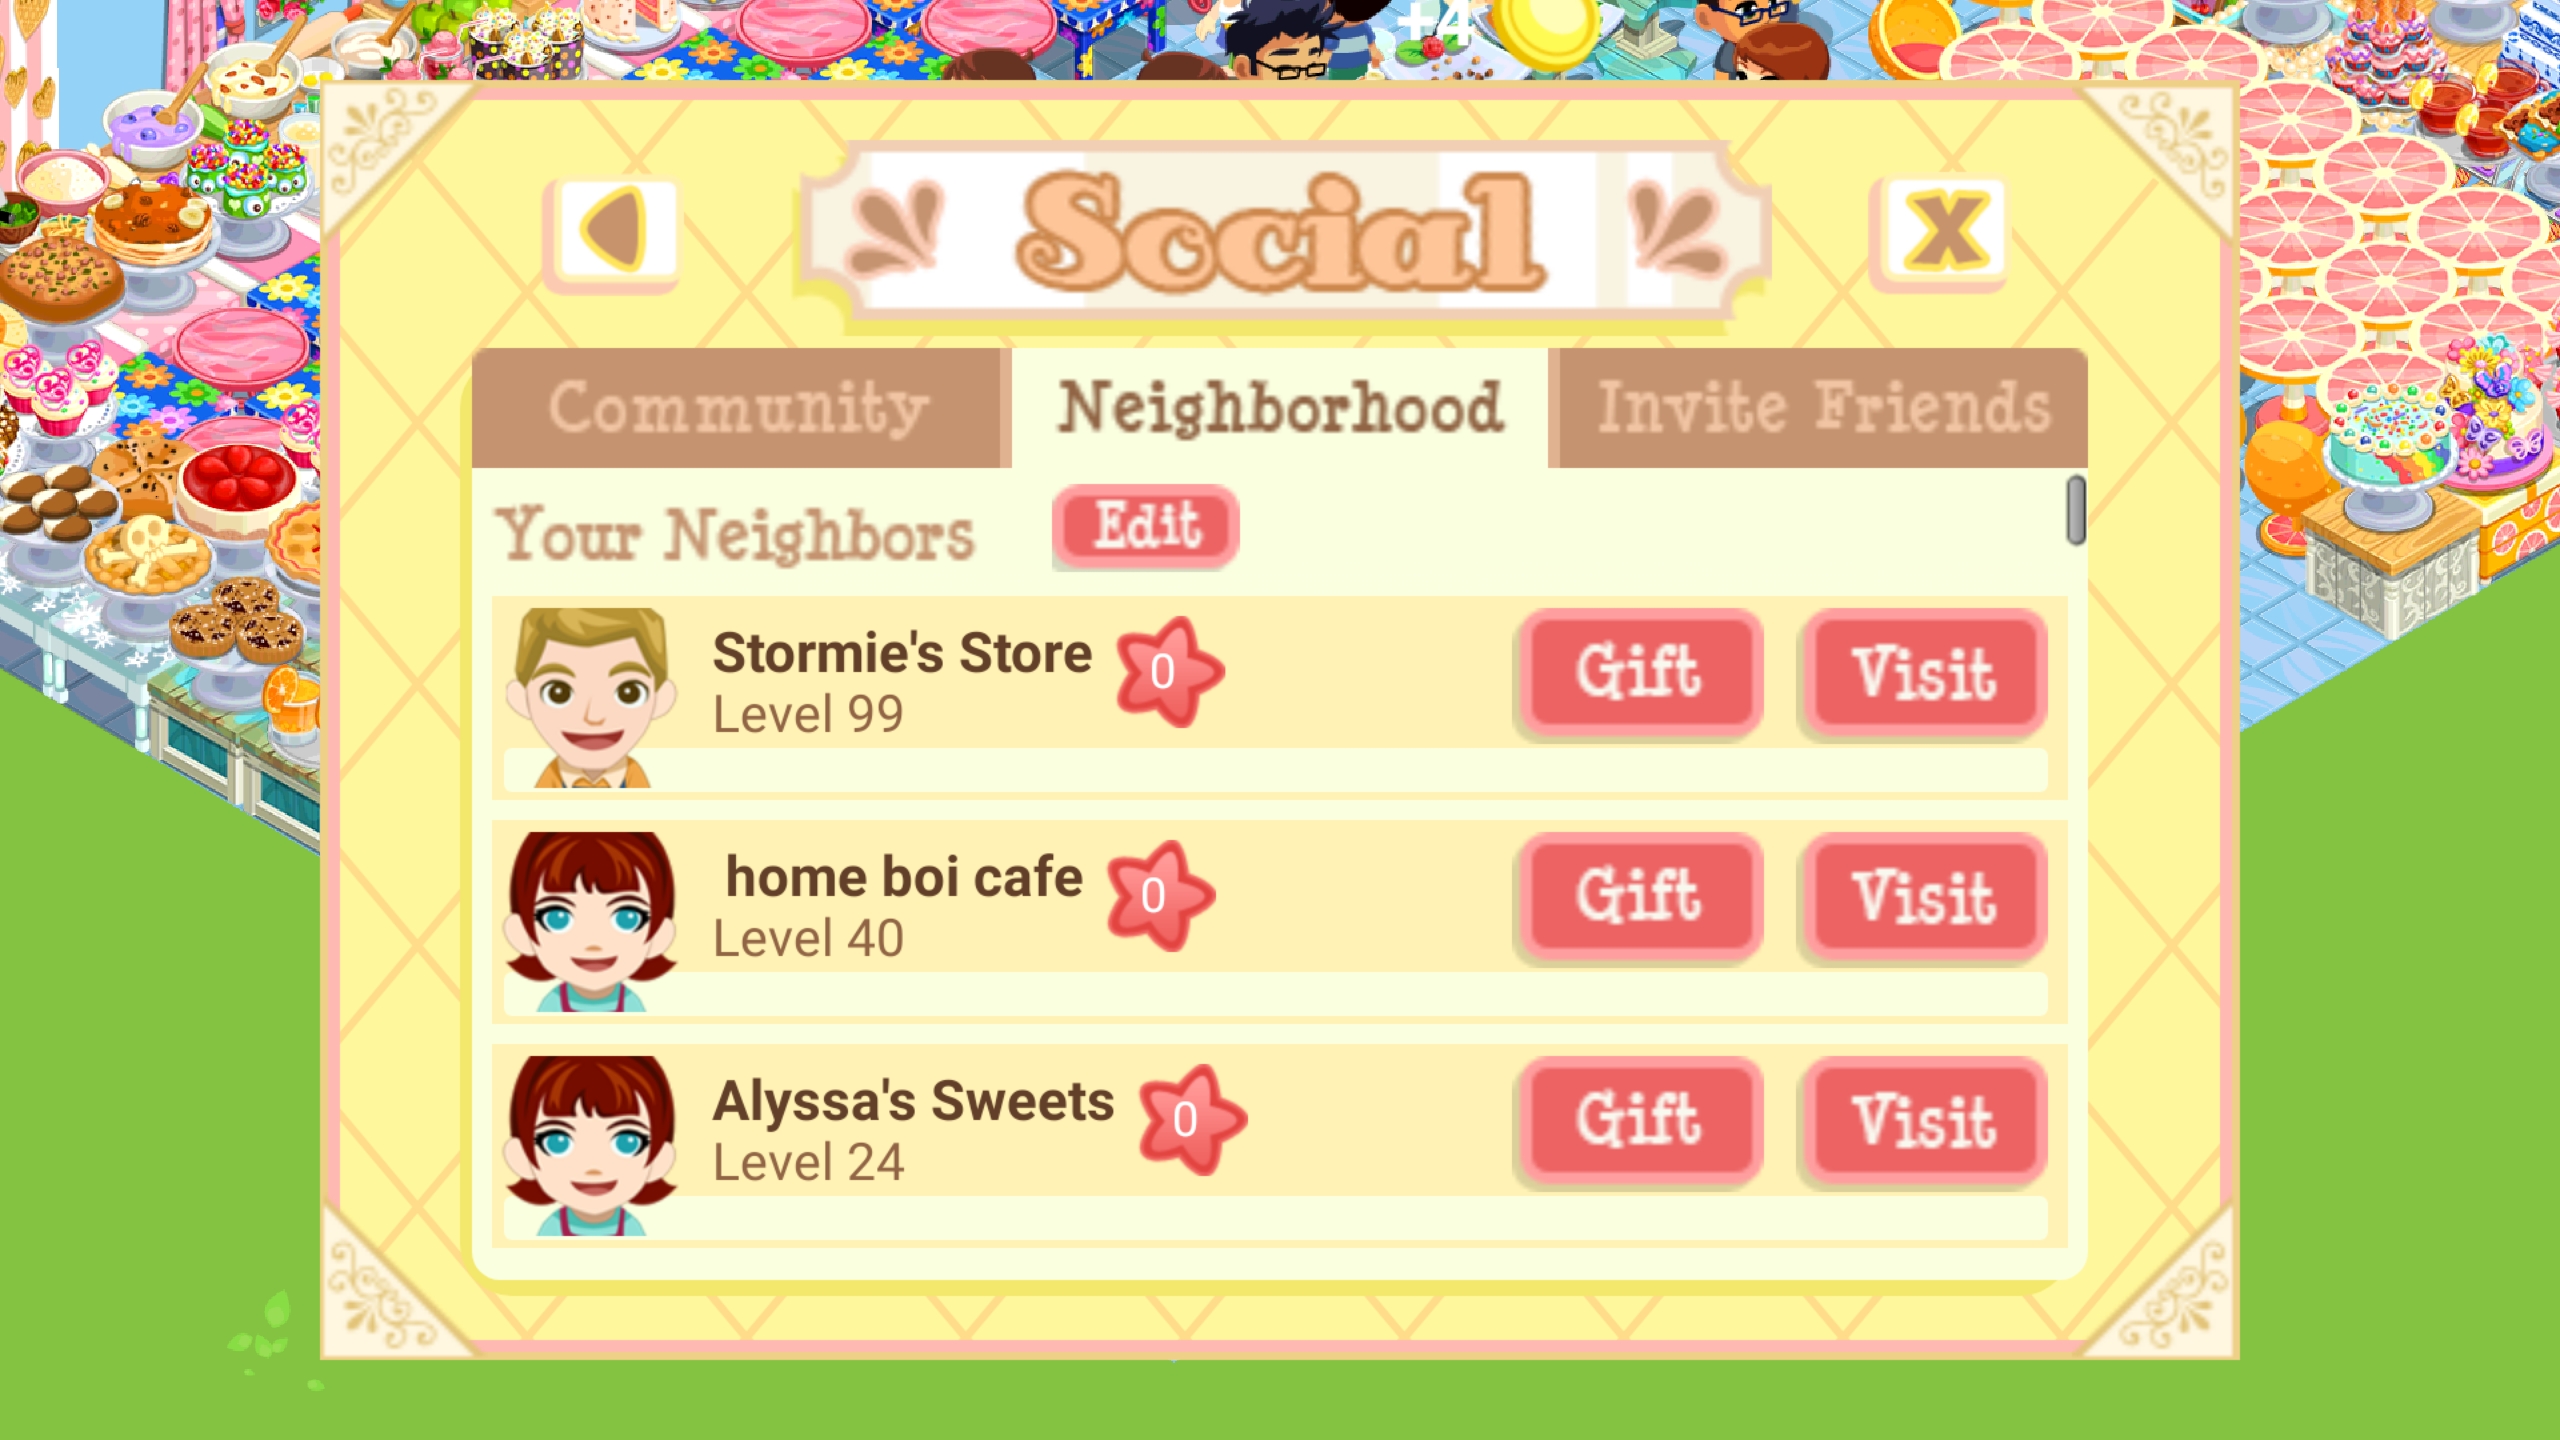 +4
Social
Community
Neighborhood
Invite Friends
Your Neighbors
Edit
Stormie's Store
0
Level 99
Gift
Visit
home boi cafe
0
Level 40
Gift
Visit
Alyssa's Sweets
0
Level 24
Gift
Visit